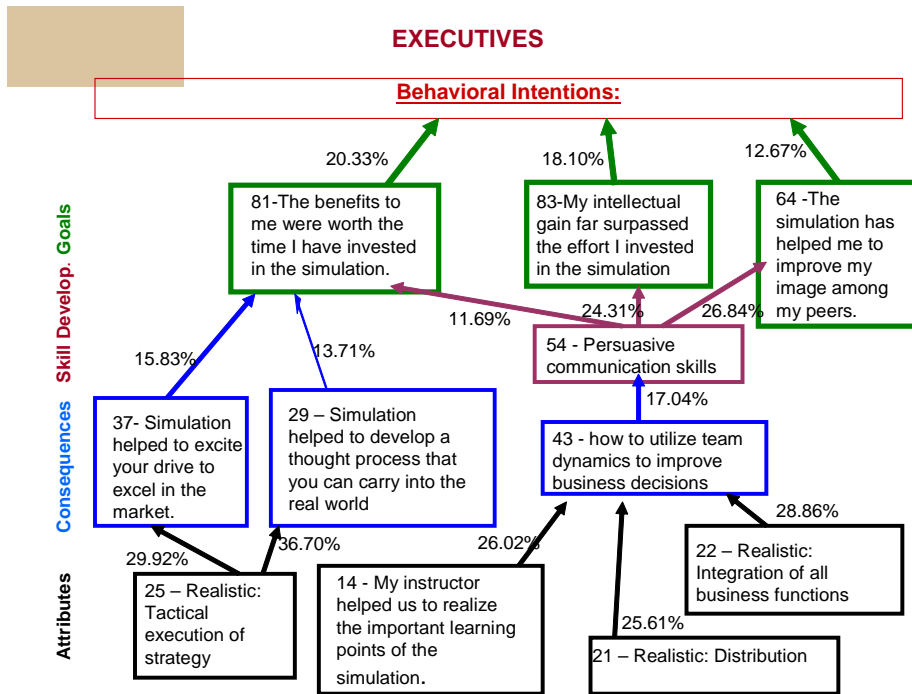 EXECUTIVES
Behavioral Intentions:
20.33%
18.10%
12.67%
Goals
81-The benefits to
me were worth the
time I have invested
in the simulation.
83-My intellectual
gain far surpassed
the effort I invested
in the simulation
64 -The
simulation has
helped me to
improve my
image among
my peers.
Skill Develop.
11.69%
24.31%
26.84%
15.83%
13.71%
54 - Persuasive
communication skills
17.04%
Consequences
37- Simulation
helped to excite
your drive to
excel in the
market.
29 – Simulation
helped to develop a
thought process that
you can carry into the
real world
43 - how to utilize team
dynamics to improve
business decisions
29.92%
36.70%
26.02%
28.86%
Attributes
25 – Realistic:
Tactical
execution of
strategy
14 - My instructor
helped us to realize
the important learning
points of the
simulation.
22 – Realistic:
Integration of all
business functions
25.61%
21 – Realistic: Distribution